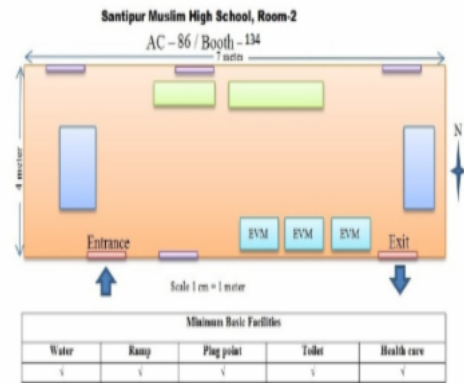 Santipur Muslim High School, Room-2
AC – 86 / Booth – 134
7 meter
4 meter
N
EVM EVM EVM
Entrance Exit
Scale 1 cm = 1 meter
Minimum Basic Facilities
Water Ramp Plug point Toilet Health care
√ √ √ √ √